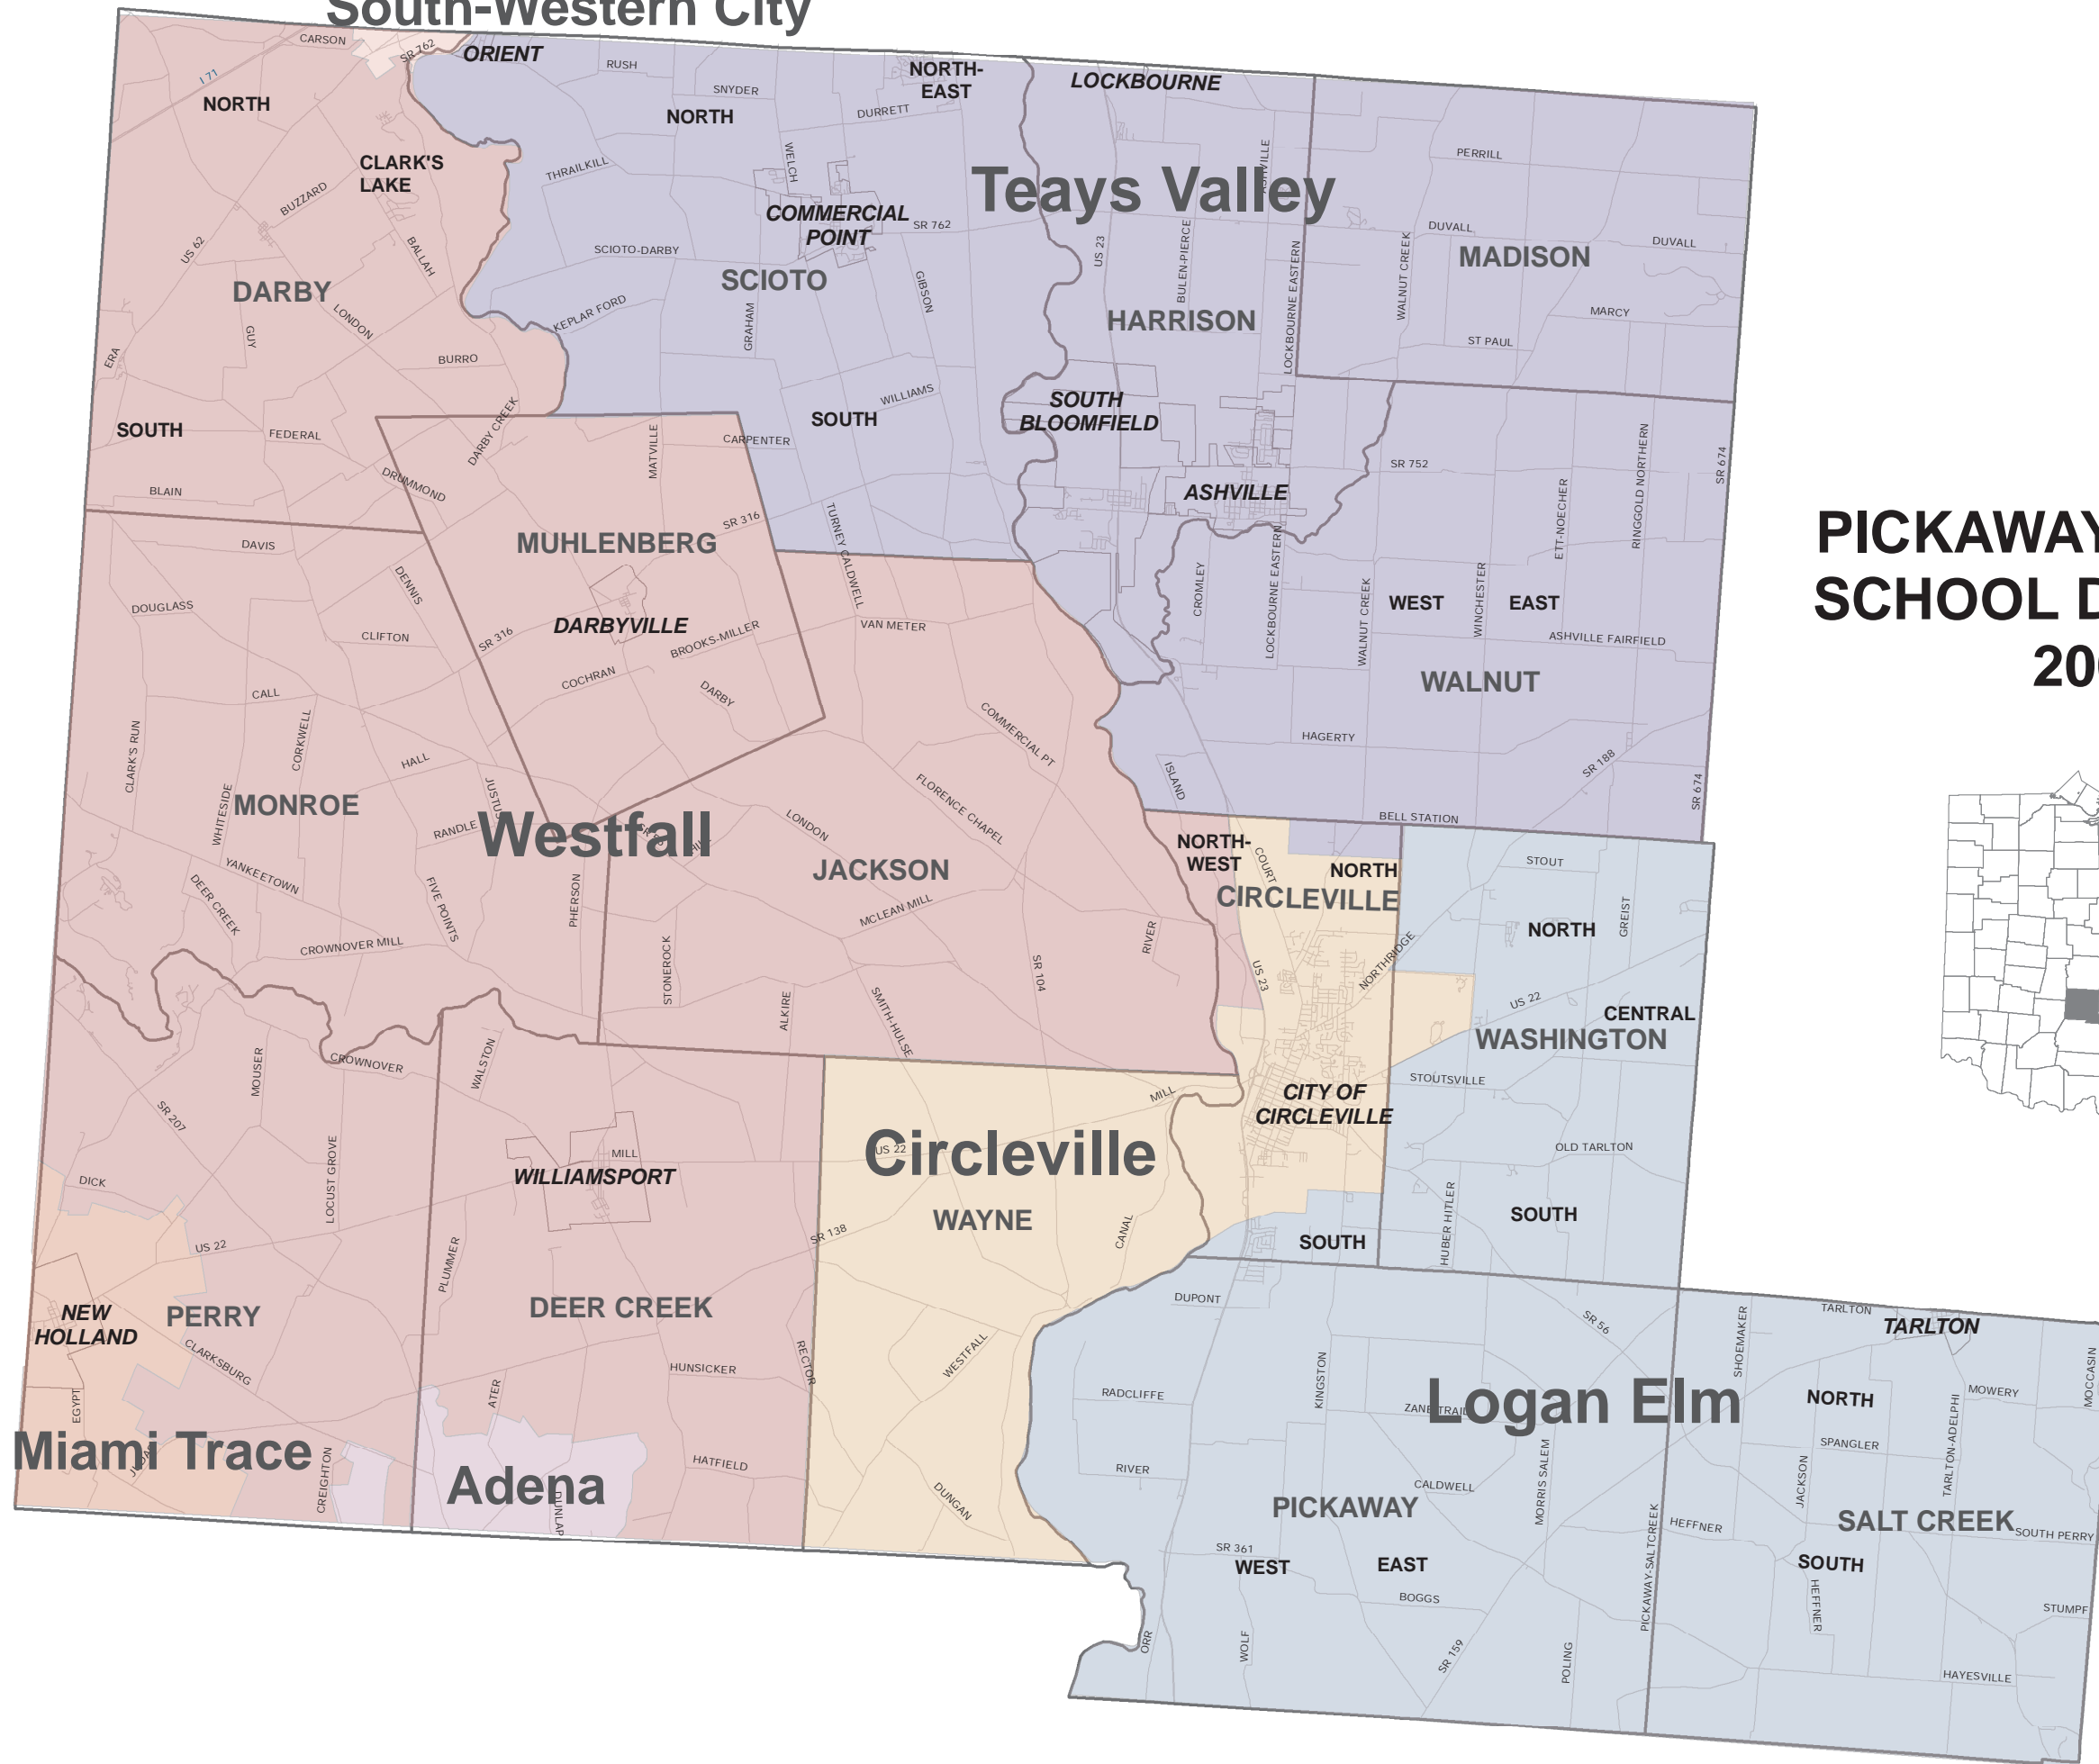 South-Western City
CARSON
SR 762
ORIENT
I 71
NORTH
RUSH
SNYDER
NORTH
NORTH-
EAST
DURRETT
LOCKBOURNE
CLARK'S
LAKE
BUZZARD
THRAILKILL
WELCH
COMMERCIAL
POINT
SR 762
Teays Valley
ASHVILLE
PERRILL
US 62
BALLAH
SCIOTO-DARBY
SCIOTO
GIBSON
US 23
BULEN-PIERCE
LOCKBOURNE EASTERN
WALNUT CREEK
DUVALL
DUVALL
MADISON
DARBY
LONDON
GUY
ERA
BURRO
KEPLAR FORD
GRAHAM
HARRISON
MARCY
ST PAUL
SOUTH
FEDERAL
DARBY CREEK
DRUMMOND
BLAIN
MATVILLE
CARPENTER
SOUTH
WILLIAMS
SOUTH
BLOOMFIELD
ASHVILLE
SR 752
ETT-NOECHER
RINGGOLD NORTHERN
SR 674
PICKAWAY
SCHOOL D
20
DAVIS
DENNIS
DOUGLASS
CLIFTON
MUHLENBERG
SR 316
TURNEY CALDWELL
DARBYVILLE
SR 316
BROOKS-MILLER
COCHRAN
DARBY
VAN METER
CROMLEY
LOCKBOURNE EASTERN
WALNUT CREEK
WEST
WINCHESTER
EAST
ASHVILLE FAIRFIELD
WALNUT
CALL
CLARK'S RUN
CORKWELL
HALL
JUSTUS
MONROE
WHITESIDE
RANDLE
Westfall
HILL
LONDON
COMMERCIAL PT
FLORENCE CHAPEL
JACKSON
ISLAND
HAGERTY
SR 188
SR 674
BELL STATION
YANKEETOWN
DEER CREEK
FIVE POINTS
PHERSON
CROWNOVER MILL
STONEROCK
MCLEAN MILL
ALKIRE
SMITH-HULSE
SR 104
RIVER
NORTH-
WEST
COURT
NORTH
CIRCLEVILLE
US 23
NORTHRIDGE
STOUT
NORTH
GREIST
US 22
CENTRAL
WASHINGTON
STOUTSVILLE
CITY OF
CIRCLEVILLE
OLD TARLTON
HUBER HITLER
SOUTH
SOUTH
MOUSER
CROWNOVER
WALSTON
SR 207
LOCUST GROVE
DICK
US 22
MILL
WILLIAMSPORT
MILL
US 22
Circleville
WAYNE
CANAL
SR 138
PLUMMER
NEW
HOLLAND
PERRY
CLARKSBURG
EGYPT
Miami Trace
CREIGHTON
DEER CREEK
HUNSICKER
RECTOR
ATER
Adena
DUNLAP
HATFIELD
WESTFALL
DUNGAN
DUPONT
RADCLIFFE
KINGSTON
ZANE TRAIL
Logan Elm
SR 56
SHOEMAKER
TARLTON
TARLTON
MOWERY
MOCCASIN
NORTH
SPANGLER
JACKSON
TARLTON-ADELPHI
RIVER
CALDWELL
MORRIS SALEM
PICKAWAY
HEFFNER
SALT CREEK
SOUTH PERRY
SR 361
WEST
EAST
PICKAWAY-SALTCREEK
SOUTH
HEFFNER
BOGGS
STUMPF
ORR
WOLF
SR 159
POLING
HAYESVILLE